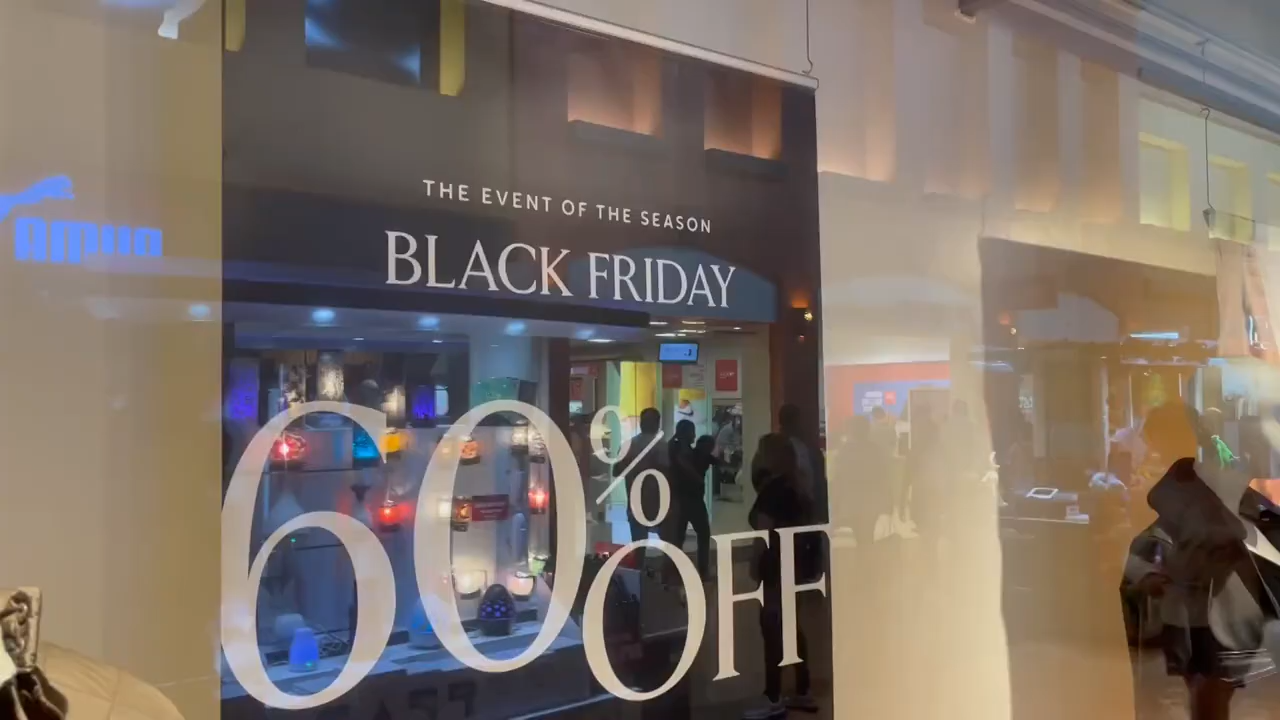 THE EVENT OF THE SEASON
BLACK FRIDAY
60% OFF